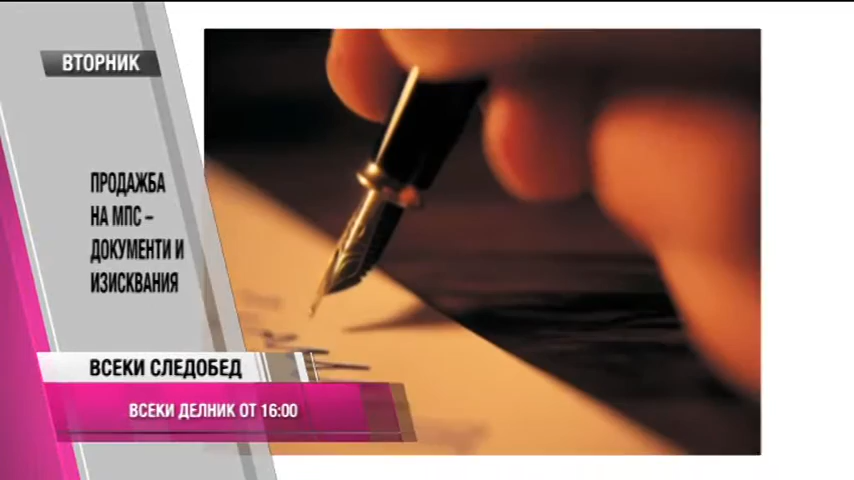 ВТОРНИК
ПРОДАЖБА
НА МПС –
ДОКУМЕНТИ И
ИЗИСКВАНИЯ
ВСЕКИ СЛЕДОБЕД
ВСЕКИ ДЕЛНИК ОТ 16:00